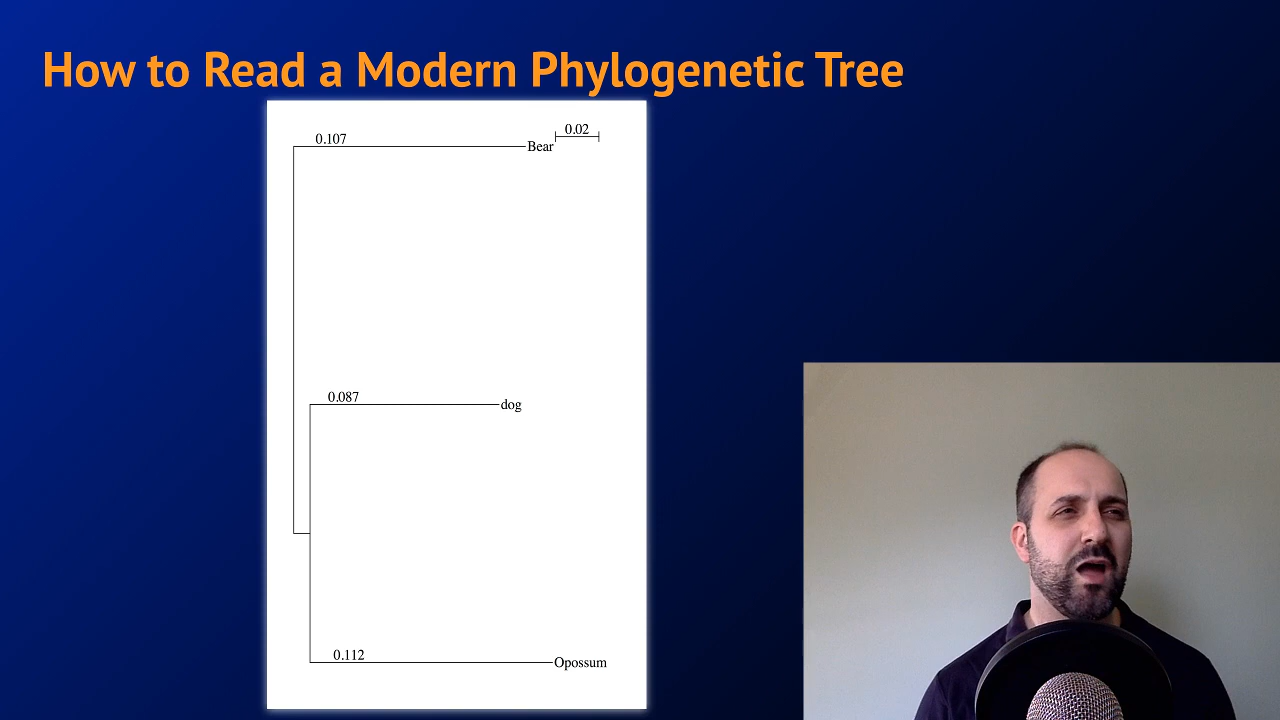 How to Read a Modern Phylogenetic Tree
0.02
0.107
Bear
0.087
dog
0.112
Opossum